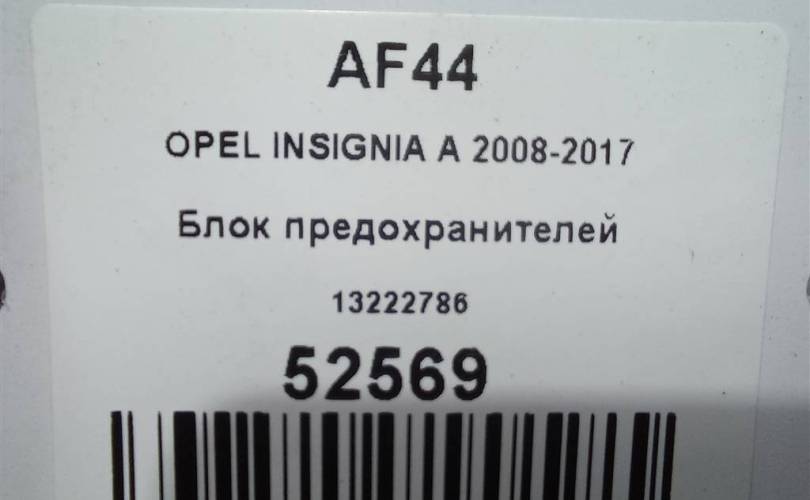 AF44
OPEL INSIGNIA A 2008-2017
Блок предохранителей
13222786
52569